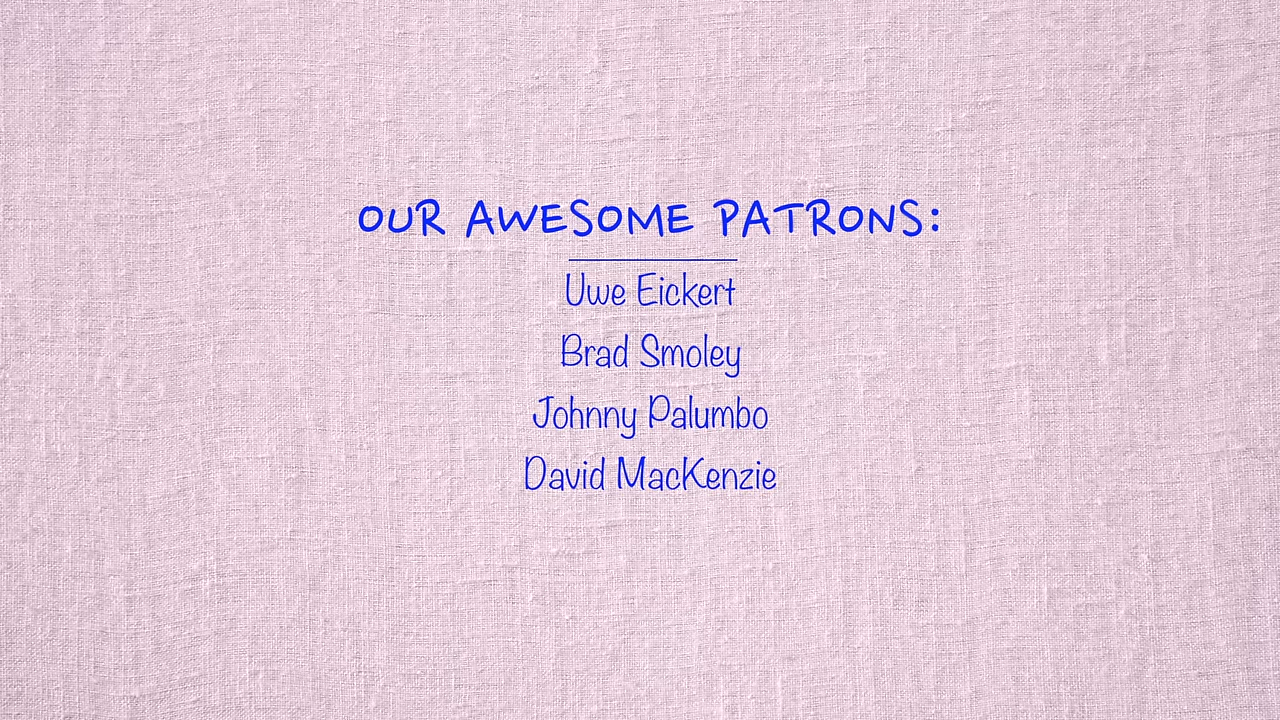 OUR AWESOME PATRONS:
Uwe Eickert
Brad Smoley
Johnny Palumbo
David MacKenzie